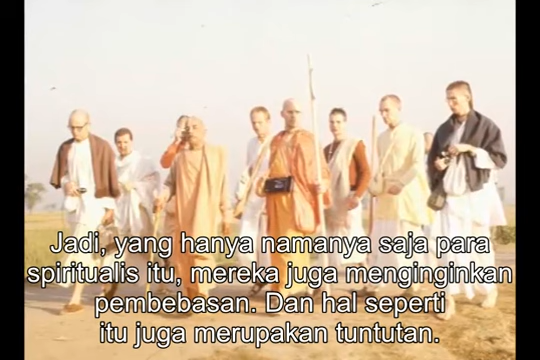 Jadi, yang hanya namanya saja para
spiritualis itu, mereka juga menginginkan
pembebasan. Dan hal seperti
itu juga merupakan tuntutan.